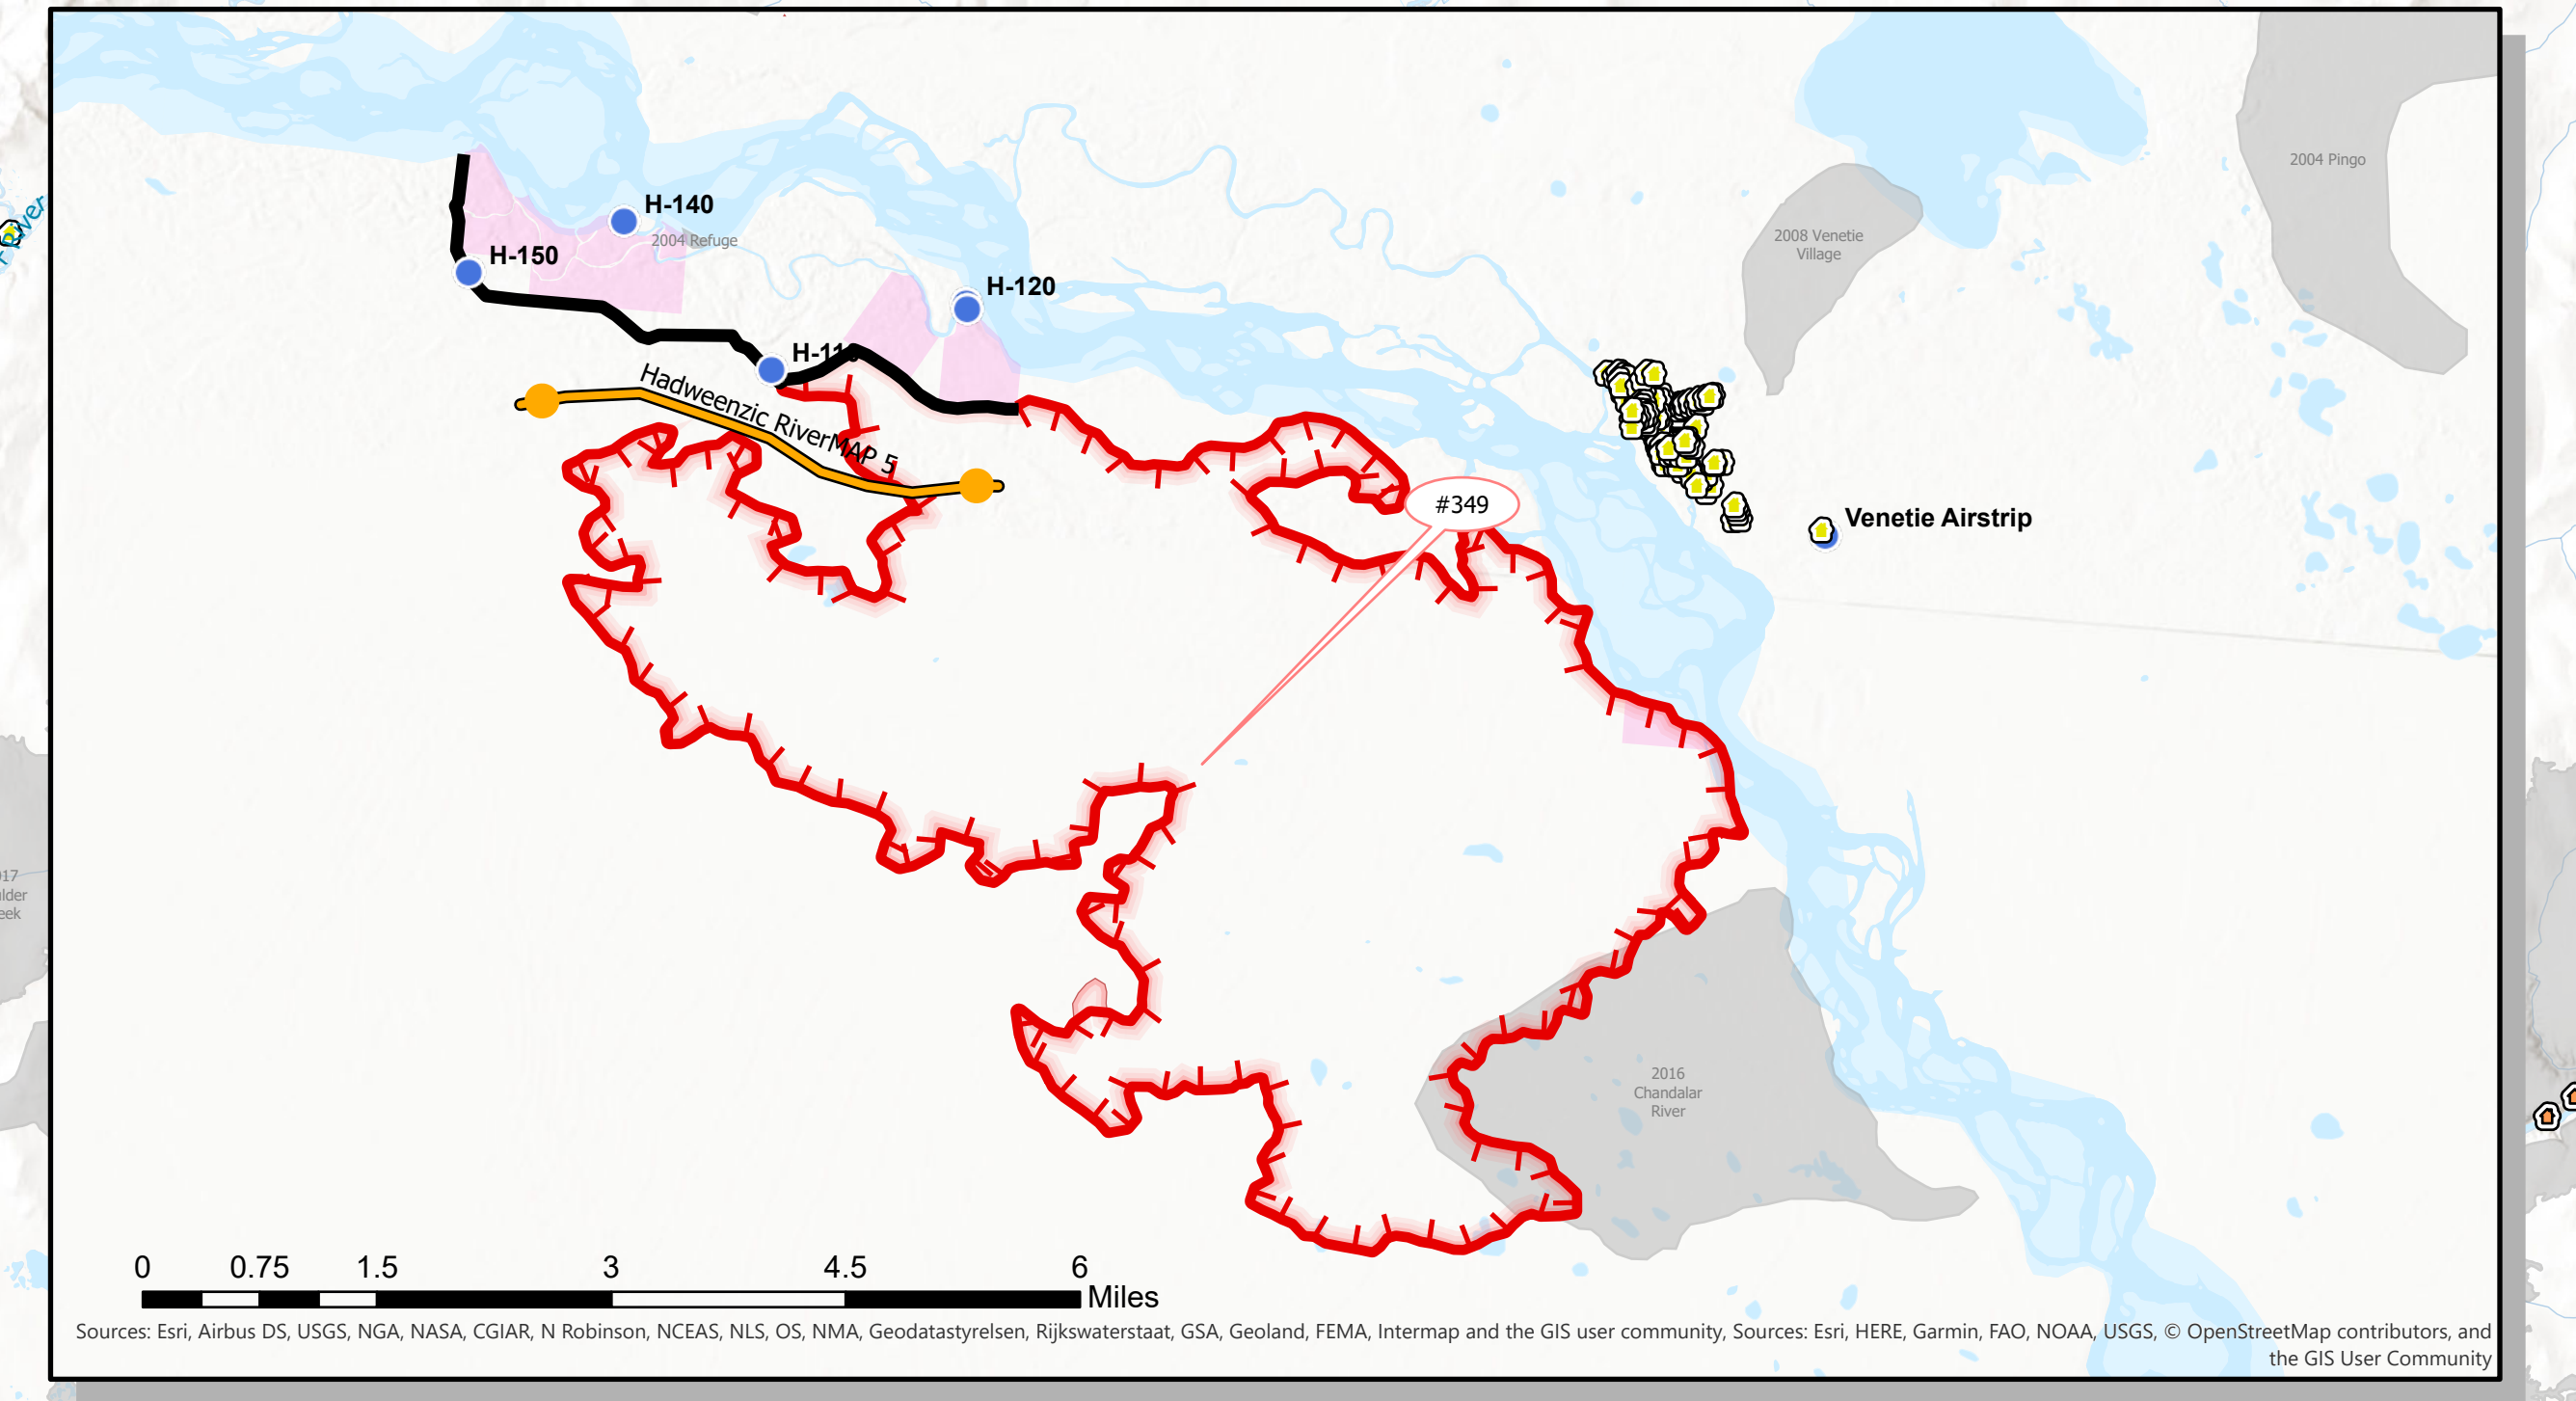 2004 Pingo
H-140
2004 Refuge
2008 Venetie
Village
River
H-150
H-120
Hadweenzic RiverMAP 5
#349
Venetie Airstrip
2016
Chandalar
River
0 0.75 1.5 3 4.5 6
Miles
Sources: Esri, Airbus DS, USGS, NGA, NASA, CGIAR, N Robinson, NCEAS, NLS, OS, NMA, Geodatastyrelsen, Rijkswaterstaat, GSA, Geoland, FEMA, Intermap and the GIS user community, Sources: Esri, HERE, Garmin, FAO, NOAA, USGS, © OpenStreetMap contributors, and
the GIS User Community